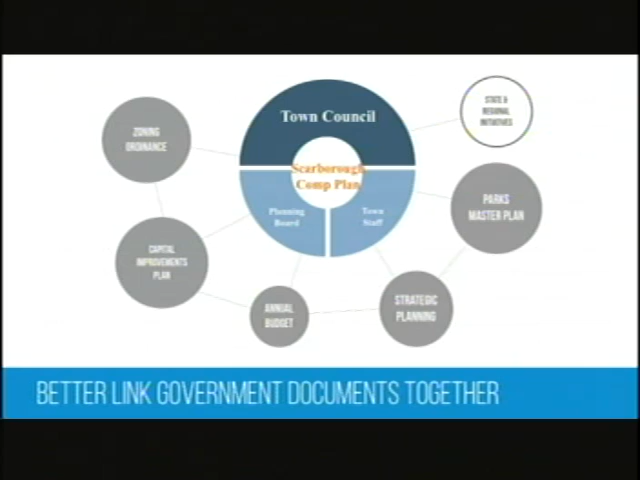 Town Council
STATE &
REGIONAL
INITIATIVES
ZONING
ORDINANCE
Scarborough
Comp Plan
PARKS
MASTER PLAN
Planning
Board
Town
Staff
CAPITAL
IMPROVEMENTS
PLAN
ANNUAL
BUDGET
STRATEGIC
PLANNING
BETTER LINK GOVERNMENT DOCUMENTS TOGETHER